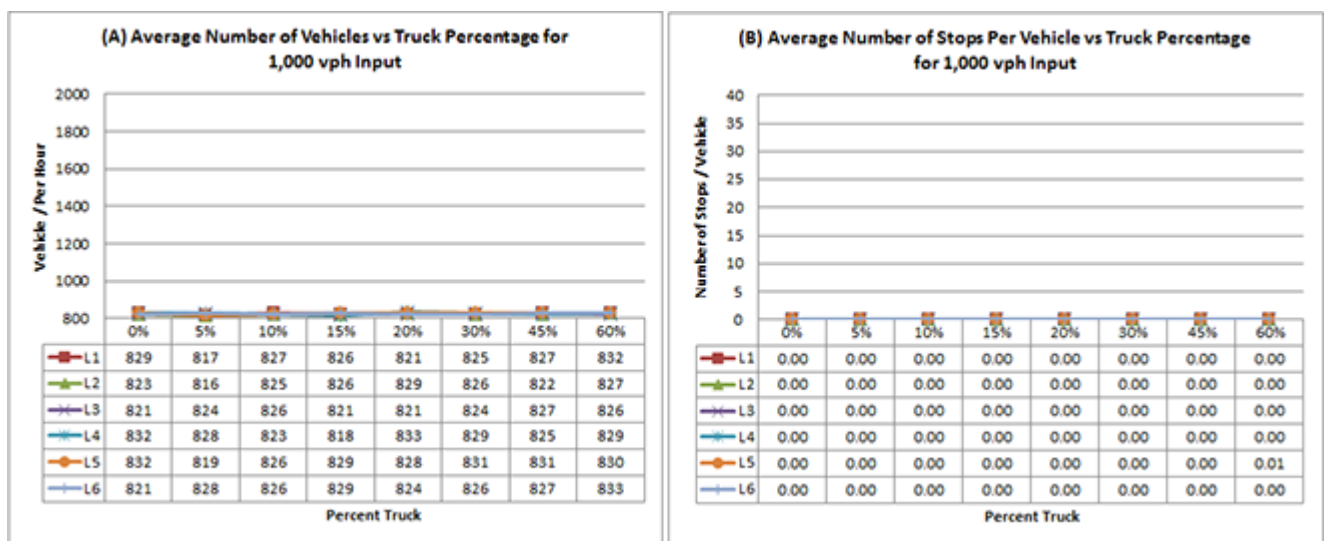 (A) Average Number of Vehicles vs Truck Percentage for
1,000 vph Input
Vehicle / Per Hour
2000
1800
1600
1400
1200
1000
800
0% 5% 10% 15% 20% 30% 45% 60%
L1 829 817 827 826 821 825 827 832
L2 823 816 825 826 829 826 822 827
L3 821 824 826 821 821 824 827 826
L4 832 828 823 818 833 829 825 829
L5 832 819 826 829 828 831 831 830
L6 821 828 826 829 824 826 827 833
Percent Truck
(B) Average Number of Stops Per Vehicle vs Truck Percentage
for 1,000 vph Input
Number of Stops / Vehicle
40
35
30
25
20
15
10
5
0
0% 5% 10% 15% 20% 30% 45% 60%
L1 0.00 0.00 0.00 0.00 0.00 0.00 0.00 0.00
L2 0.00 0.00 0.00 0.00 0.00 0.00 0.00 0.00
L3 0.00 0.00 0.00 0.00 0.00 0.00 0.00 0.00
L4 0.00 0.00 0.00 0.00 0.00 0.00 0.00 0.00
L5 0.00 0.00 0.00 0.00 0.00 0.00 0.00 0.01
L6 0.00 0.00 0.00 0.00 0.00 0.00 0.00 0.00
Percent Truck